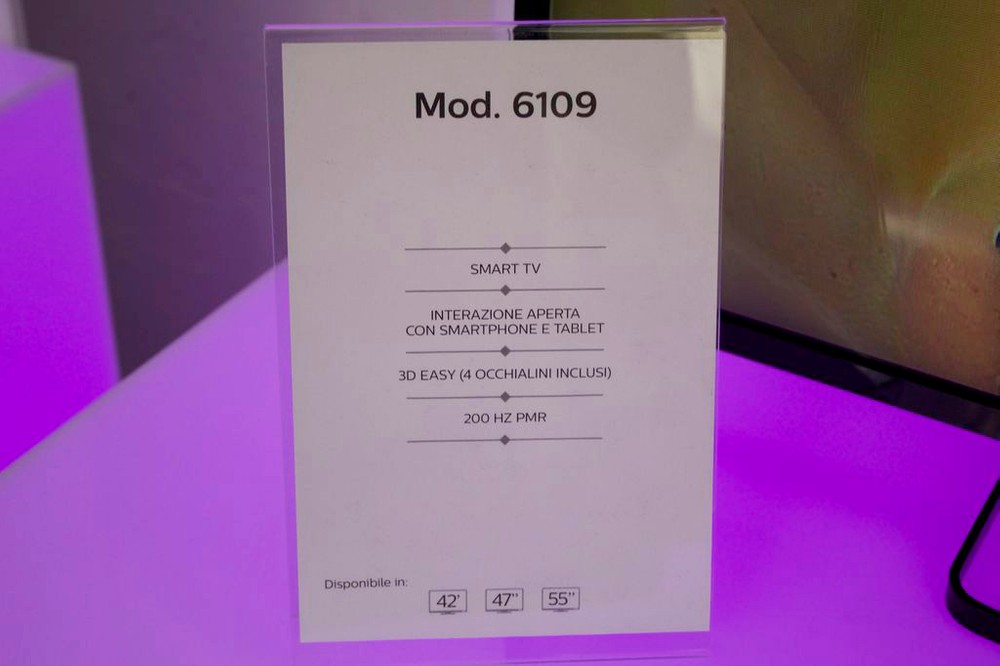 Mod. 6109
SMART TV
INTERAZIONE APERTA
CON SMARTPHONE E TABLET
3D EASY (4 OCCHIALINI INCLUSI)
200 HZ PMR
Disponibile in:
42' 47'' 55''